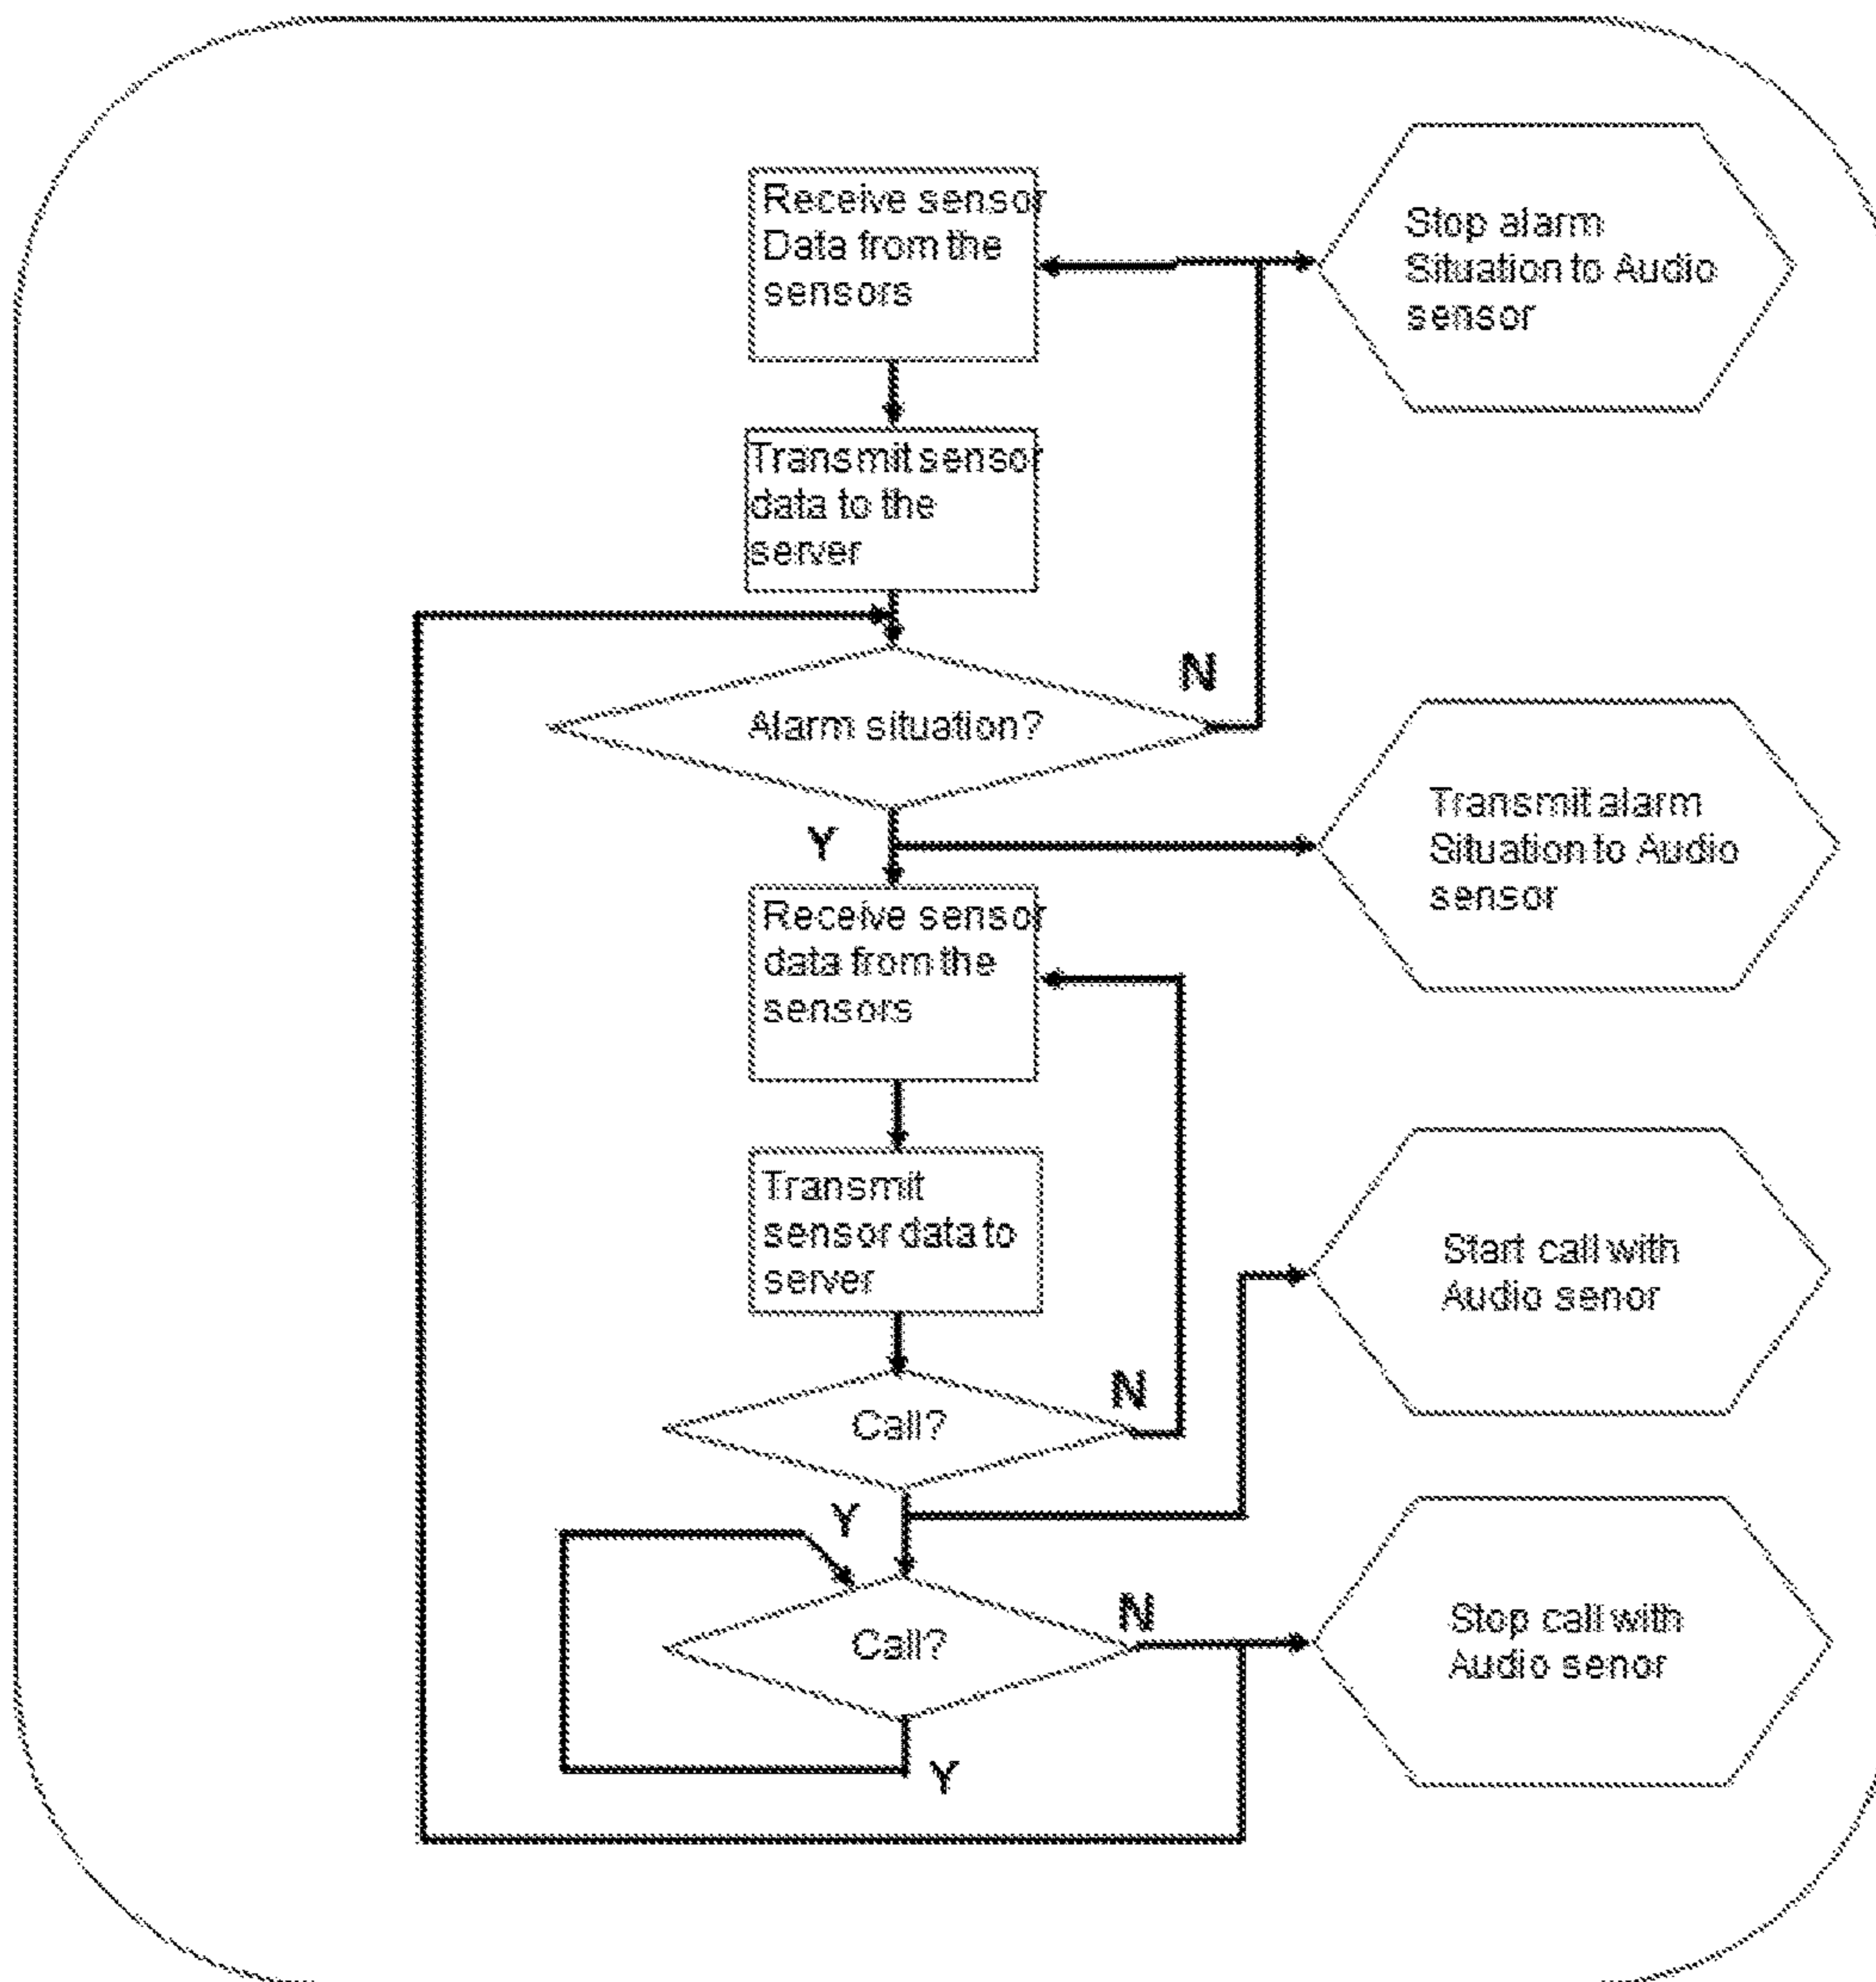 Receive sensor
Data from the
sensors
Stop alarm
Situation to Audio
sensor
Transmit sensor
data to the
server
N
Alarm situation?
Y
Transmit alarm
Situation to Audio
sensor
Receive sensor
data from the
sensors
Transmit
sensor data to
server
Start call with
Audio senor
N
Call?
Y
N
Call?
Stop call with
Audio senor
Y